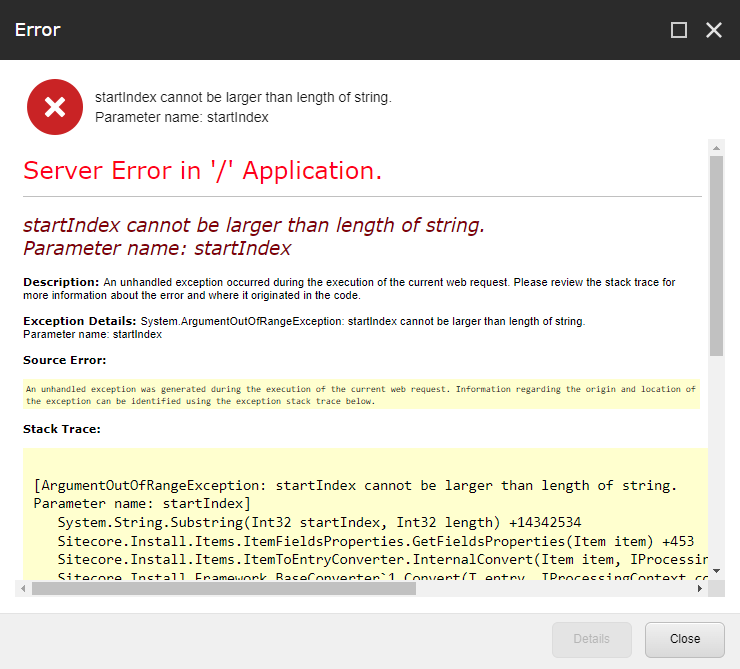 Error
startIndex cannot be larger than length of string.
Parameter name: startIndex
Server Error in '/' Application.
startIndex cannot be larger than length of string.
Parameter name: startIndex
Description: An unhandled exception occurred during the execution of the current web request. Please review the stack trace for
more information about the error and where it originated in the code.
Exception Details: System.ArgumentOutOfRangeException: startIndex cannot be larger than length of string.
Parameter name: startIndex
Source Error:
An unhandled exception was generated during the execution of the current web request. Information regarding the origin and location of
the exception can be identified using the exception stack trace below.
Stack Trace:
[ArgumentOutOfRangeException: startIndex cannot be larger than length of string.
Parameter name: startIndex]
System.String.Substring(Int32 startIndex, Int32 length) +14342534
Sitecore.Install.Items.ItemFieldsProperties.GetFieldsProperties(Item item) +453
Sitecore.Install.Items.ItemToEntryConverter.InternalConvert(Item item, IProcessin
Sitecore.Install.Framework.BaseConverter`1.Convert(T entry, IProcessingContext co
Details
Close